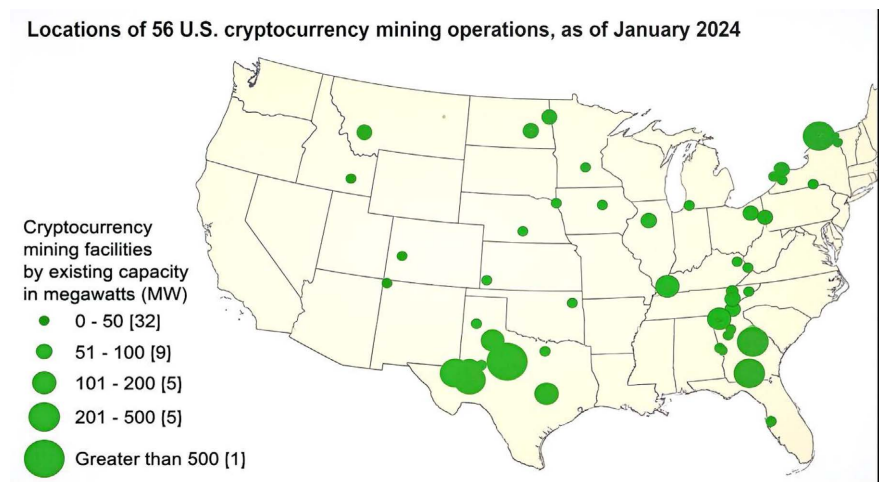 Locations of 56 U.S. cryptocurrency mining operations, as of January 2024
Cryptocurrency
mining facilities
by existing capacity
in megawatts (MW)
0 - 50 [32]
51 - 100 [9]
101 - 200 [5]
201 - 500 [5]
Greater than 500 [1]